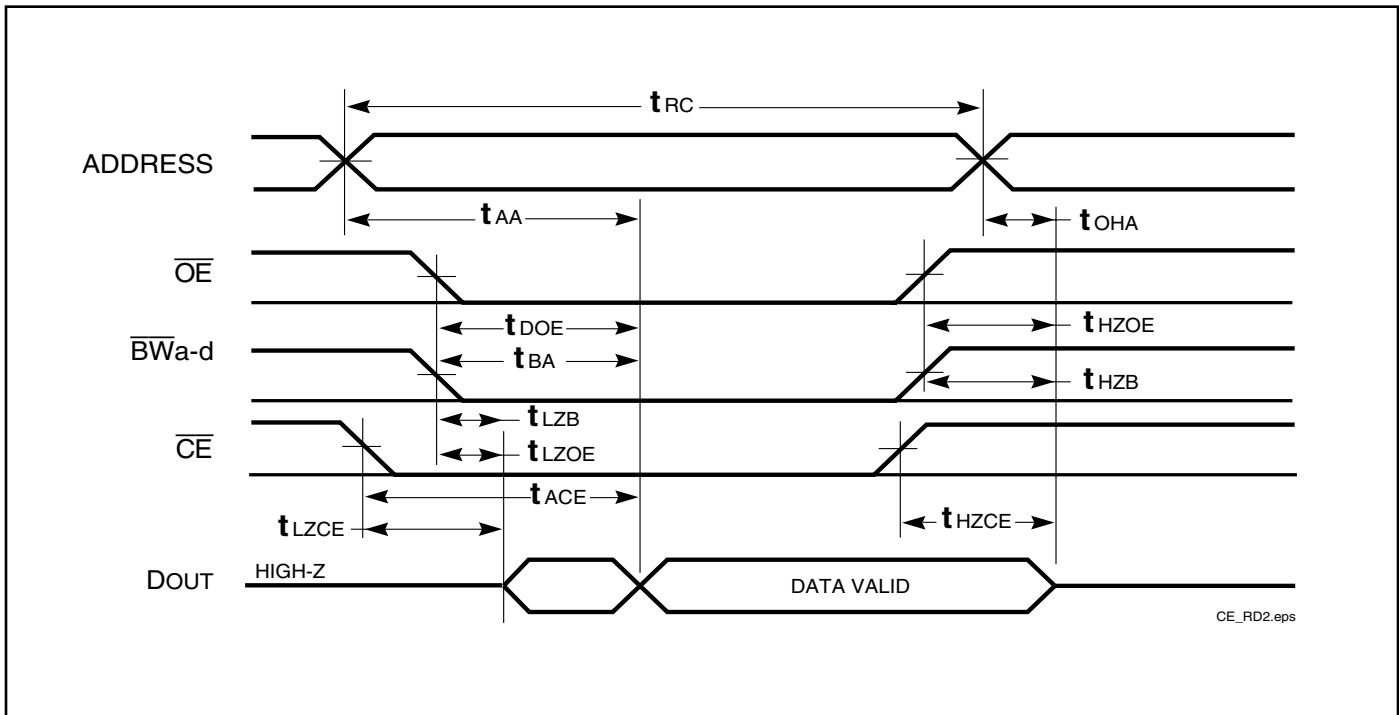 tRC
ADDRESS
tAA
tOHA
OE
tDOE
tHZOE
BWa-d
tBA
tHZB
tLZB
CE
tLZOE
tACE
tLZCE
tHZCE
DOUT
HIGH-Z
DATA VALID
CE_RD2.eps